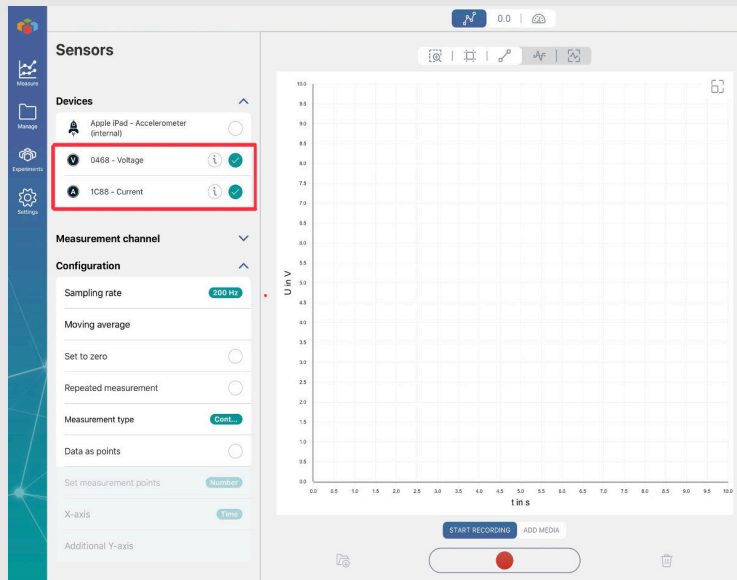 0.0
Sensors
Measure
Manage
Experiments
Settings
Devices
Apple iPad - Accelerometer
(internal)
V
0468 - Voltage
i
A
1C88 - Current
i
Measurement channel
Configuration
Sampling rate
200 Hz
Moving average
Set to zero
Repeated measurement
Measurement type
Cont...
Data as points
Set measurement points
Number
X-axis
Time
Additional Y-axis
10.0
9.5
9.0
8.5
8.0
7.5
7.0
6.5
6.0
5.5
5.0
4.5
4.0
3.5
3.0
2.5
2.0
1.5
1.0
0.5
0.0
U in V
0.0 0.5 1.0 1.5 2.0 2.5 3.0 3.5 4.0 4.5 5.0 5.5 6.0 6.5 7.0 7.5 8.0 8.5 9.0 9.5 10.0
t in s
START RECORDING
ADD MEDIA